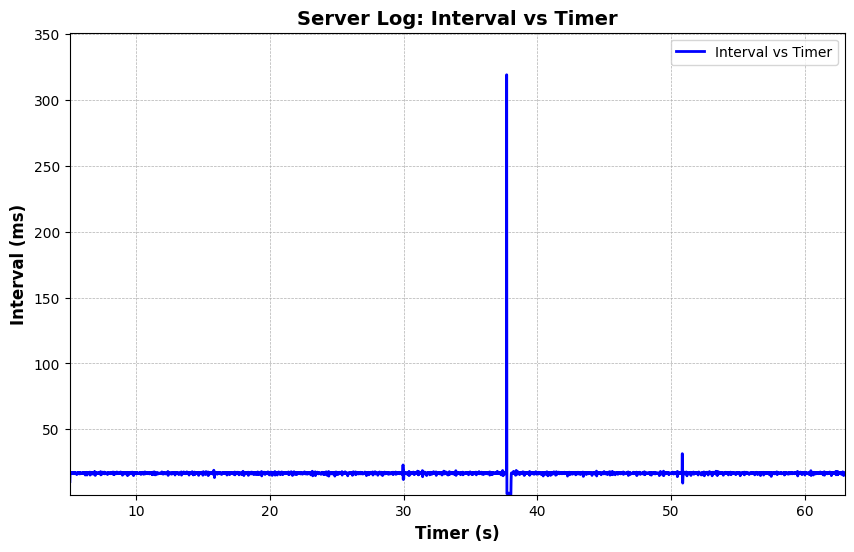 Server Log: Interval vs Timer
Interval vs Timer
350
300
250
200
150
100
50
Interval (ms)
10 20 30 40 50 60
Timer (s)